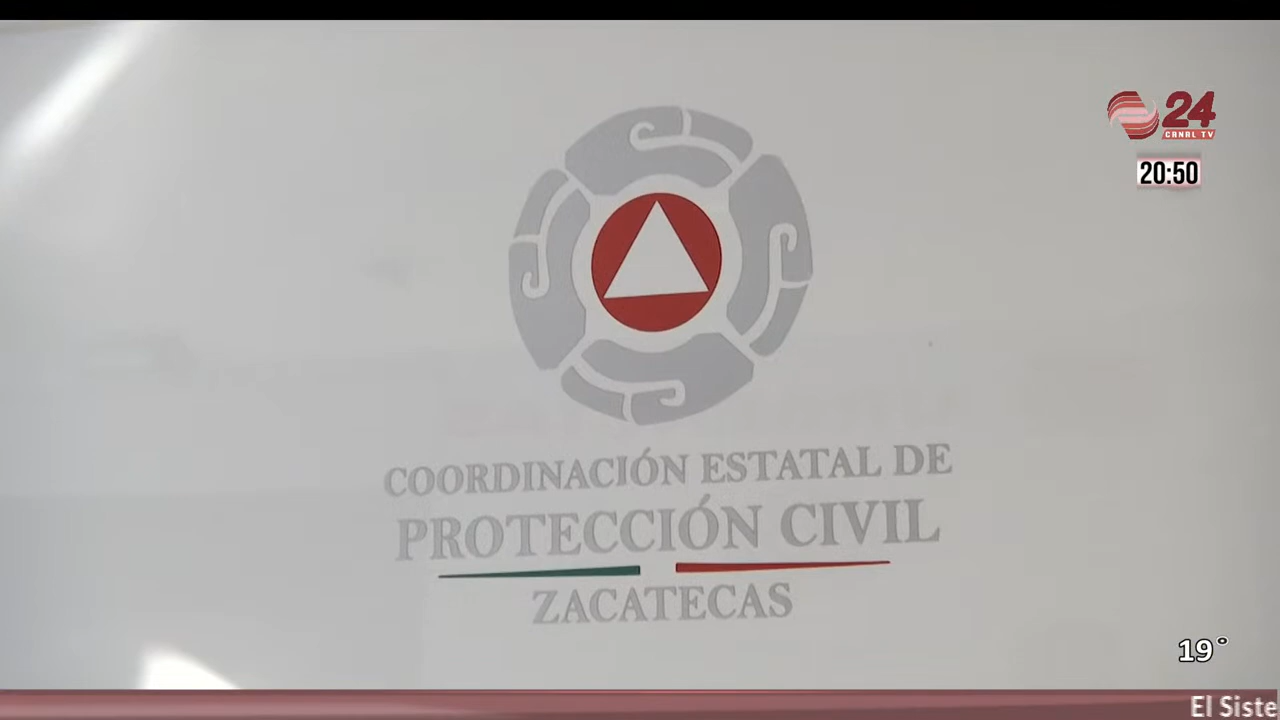 24
CANAL TV
20:50
COORDINACIÓN ESTATAL DE
PROTECCIÓN CIVIL
ZACATECAS
19°
El Siste